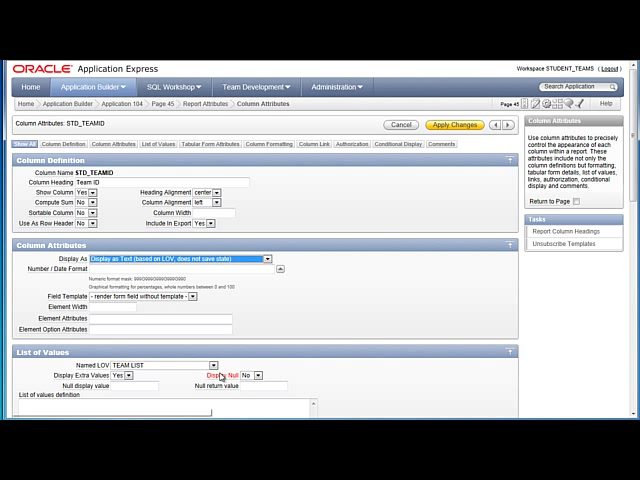 ORACLE Application Express
Workspace STUDENT_TEAMS (Logout)
Home Application Builder SQL Workshop Team Development Administration Search Application
Home Application Builder Application 104 Page 45 Report Attributes Column Attributes Page 45 Help
Column Attributes: STD_TEAMID Cancel Apply Changes < >
Show All Column Definition Column Attributes List of Values Tabular Form Attributes Column Formatting Column Link Authorization Conditional Display Comments
Column Definition
Column Name STD_TEAMID
Column Heading Team ID
Show Column Yes Heading Alignment center
Compute Sum No Column Alignment left
Sortable Column No Column Width
Use As Row Header No Include In Export Yes
Column Attributes
Display As Display as Text (based on LOV, does not save state)
Number / Date Format
Graphical formatting for percentages, whole numbers between 0 and 100
Field Template - render form field without template -
Element Width
Element Attributes
Element Option Attributes
List of Values
Named LOV TEAM LIST
Display Extra Values Yes Display Null No
Null display value Null return value
List of values definition
Column Attributes
Use column attributes to precisely
control the appearance of each
column within a report. These
attributes include not only the
column definitions but formatting,
tabular form details, list of values,
links, authorization, conditional
display and comments.
Return to Page
Tasks
Report Column Headings
Unsubscribe Templates